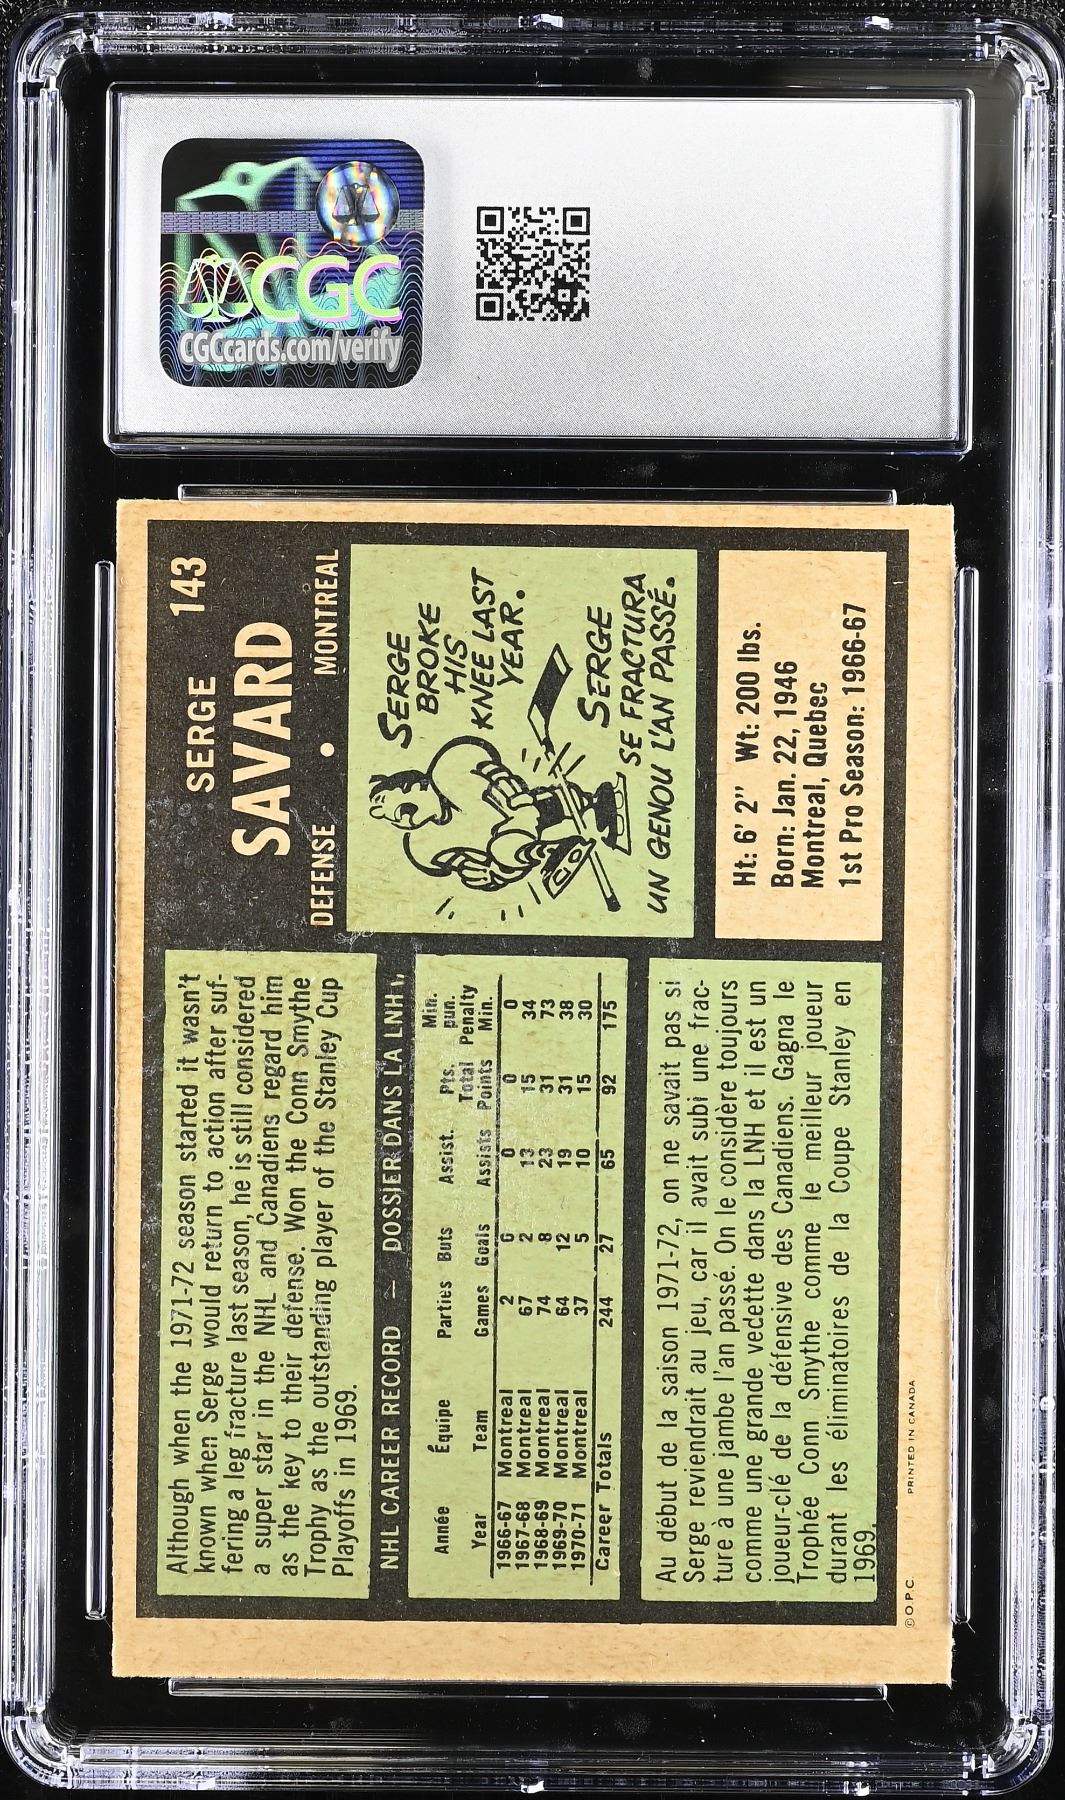 CGC
CGCcards.com/verify
143
SERGE
SAVARD
DEFENSE • MONTREAL
SERGE
BROKE
HIS
KNEE LAST
YEAR.
SERGE
SE FRACTURA
UN GENOU L'AN PASSÉ.
Ht: 6' 2" Wt: 200 lbs.
Born: Jan. 22, 1946
Montreal, Quebec
1st Pro Season: 1966-67
Although when the 1971-72 season started it wasn't
known when Serge would return to action after suf-
fering a leg fracture last season, he is still considered
a super star in the NHL and Canadiens regard him
as the key to their defense. Won the Conn Smythe
Trophy as the outstanding player of the Stanley Cup
Playoffs in 1969.
NHL CAREER RECORD — DOSSIER DANS LA LNH
Année Équipe Parties Buts Assist. Pts. Min. pun.
Year Team Games Goals Assists Total Points Penalty Min.
1966-67 Montreal 2 0 0 0 0
1967-68 Montreal 67 2 13 15 34
1968-69 Montreal 74 8 23 31 73
1969-70 Montreal 64 12 19 31 38
1970-71 Montreal 37 5 10 15 30
Career Totals 244 27 65 92 175
Au début de la saison 1971-72, on ne savait pas si
Serge reviendrait au jeu, car il avait subi une frac-
ture à une jambe l'an passé. On le considère toujours
comme une grande vedette dans la LNH et il est un
joueur-clé de la défensive des Canadiens. Gagna le
Trophée Conn Smythe comme le meilleur joueur
durant les éliminatoires de la Coupe Stanley en
1969.
©O.P.C. PRINTED IN CANADA